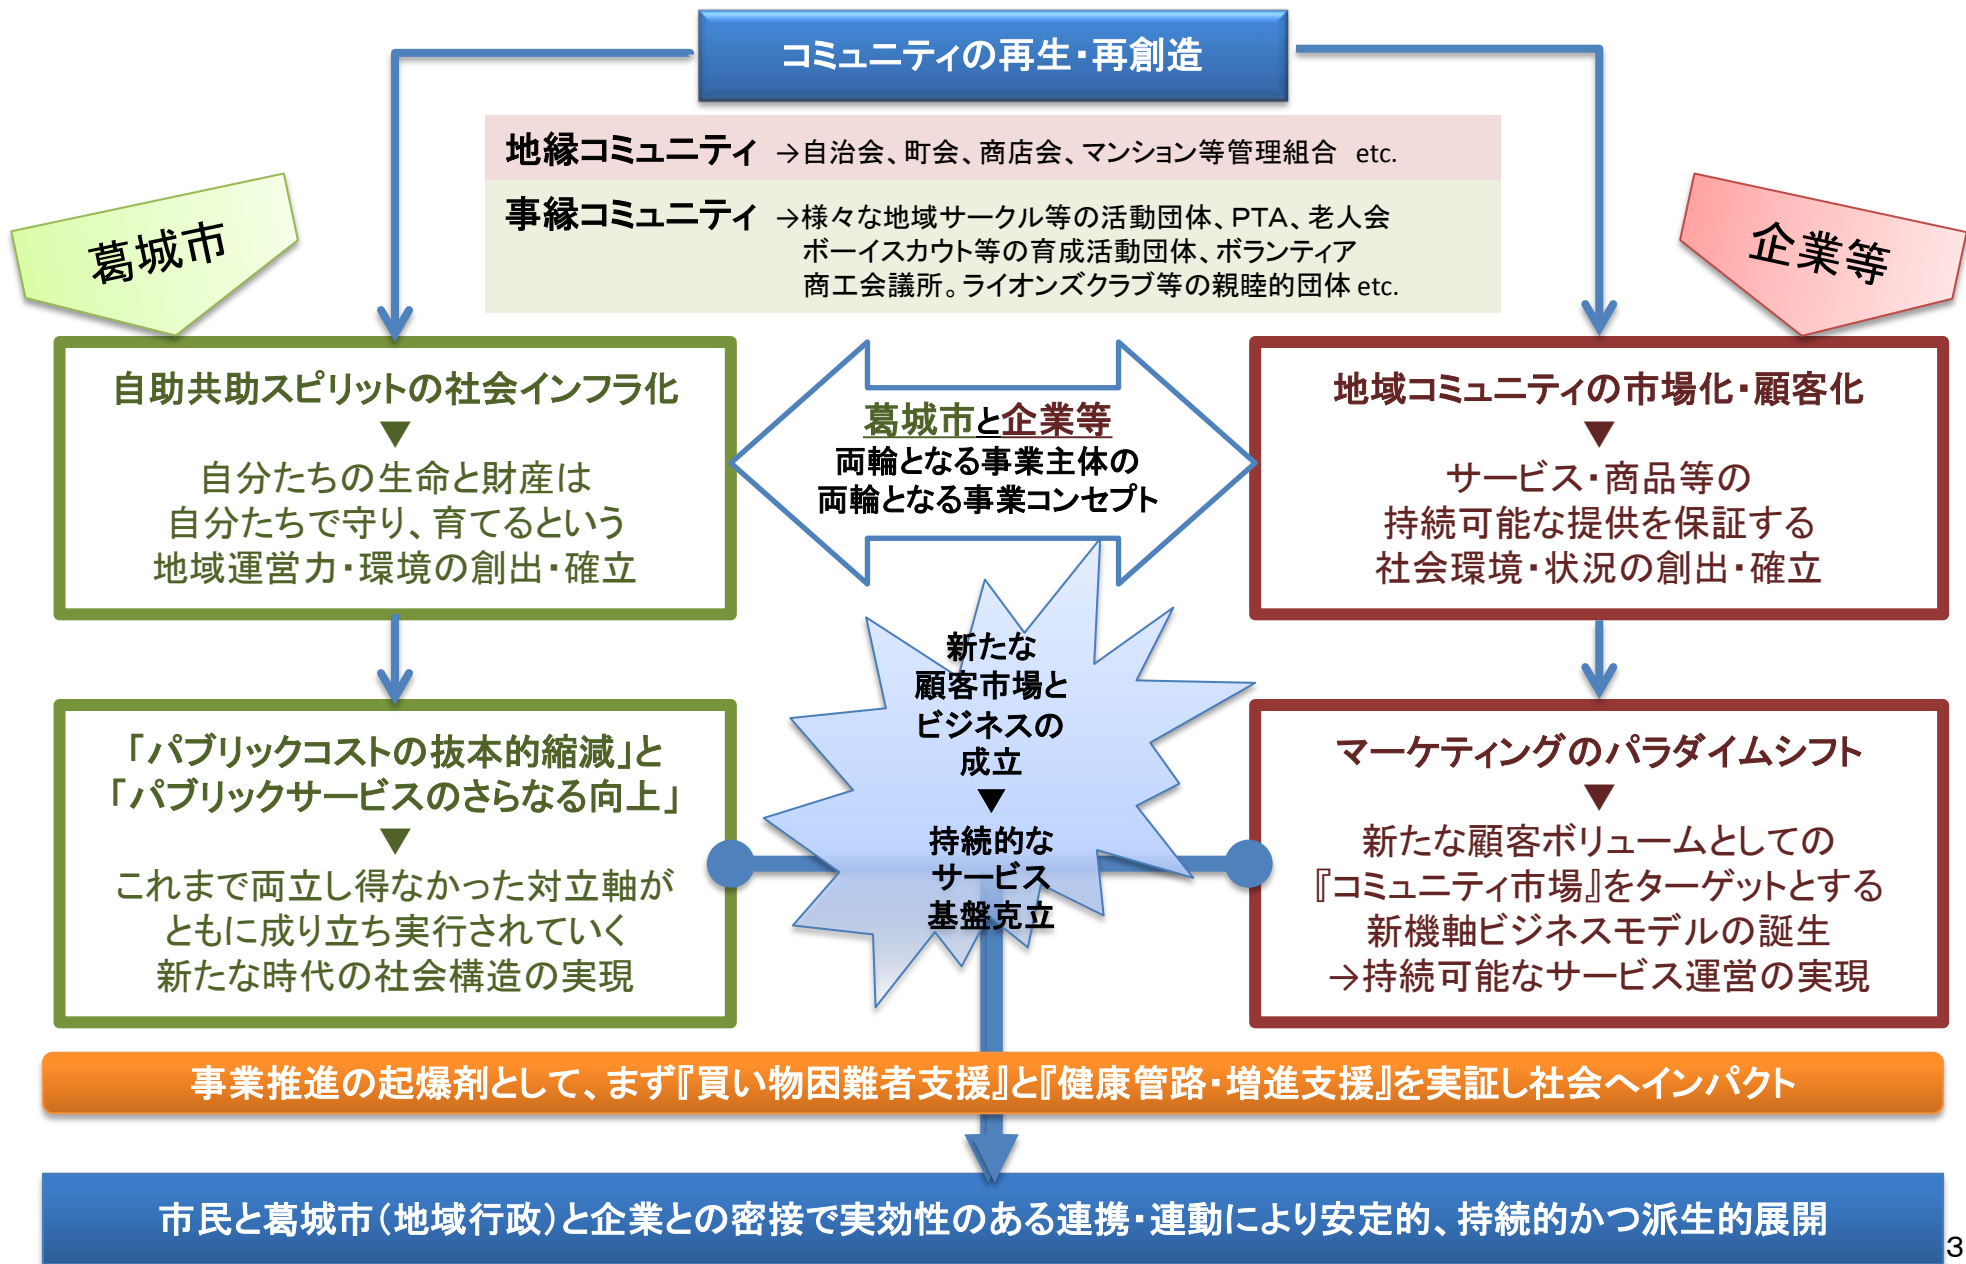 コミュニティの再生・再創造
地縁コミュニティ →自治会、町会、商店会、マンション等管理組合 etc.
事縁コミュニティ →様々な地域サークル等の活動団体、PTA、老人会
ボーイスカウト等の育成活動団体、ボランティア
商工会議所。ライオンズクラブ等の親睦的団体 etc.
葛城市
企業等
自助共助スピリットの社会インフラ化
▼
自分たちの生命と財産は
自分たちで守り、育てるという
地域運営力・環境の創出・確立
葛城市と企業等
両輪となる事業主体の
両輪となる事業コンセプト
地域コミュニティの市場化・顧客化
▼
サービス・商品等の
持続可能な提供を保証する
社会環境・状況の創出・確立
「パブリックコストの抜本的縮減」と
「パブリックサービスのさらなる向上」
▼
これまで両立し得なかった対立軸が
ともに成り立ち実行されていく
新たな時代の社会構造の実現
新たな
顧客市場と
ビジネスの
成立
▼
持続的な
サービス
基盤克立
マーケティングのパラダイムシフト
▼
新たな顧客ボリュームとしての
『コミュニティ市場』をターゲットとする
新機軸ビジネスモデルの誕生
→持続可能なサービス運営の実現
事業推進の起爆剤として、まず『買い物困難者支援』と『健康管路・増進支援』を実証し社会へインパクト
市民と葛城市（地域行政）と企業との密接で実効性のある連携・連動により安定的、持続的かつ派生的展開
3